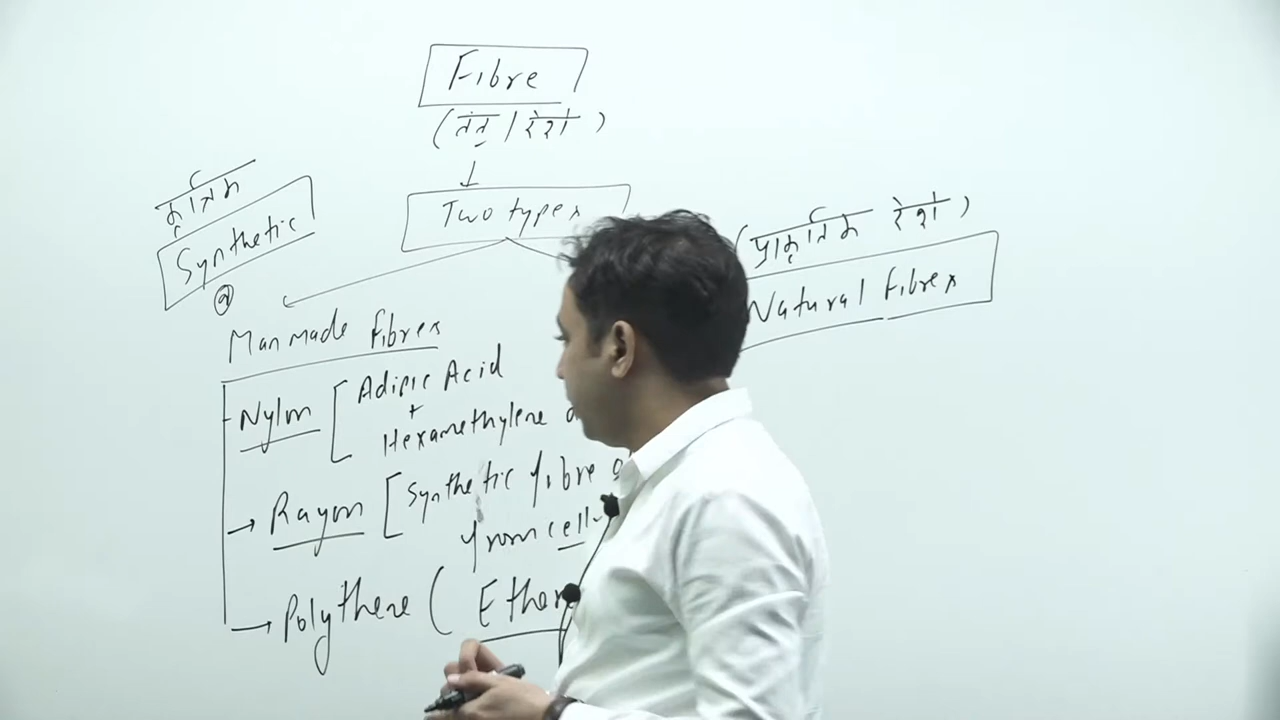 Fibre
(तंतु / रेशे)
Two types
कृत्रिम
Synthetic
(प्राकृतिक रेशे)
Natural Fibres
Man made fibres
Nylon [ Adipic Acid
+
Hexamethylene
→ Rayon [ Synthetic fibre
from cell
→ Polythene ( Ethen